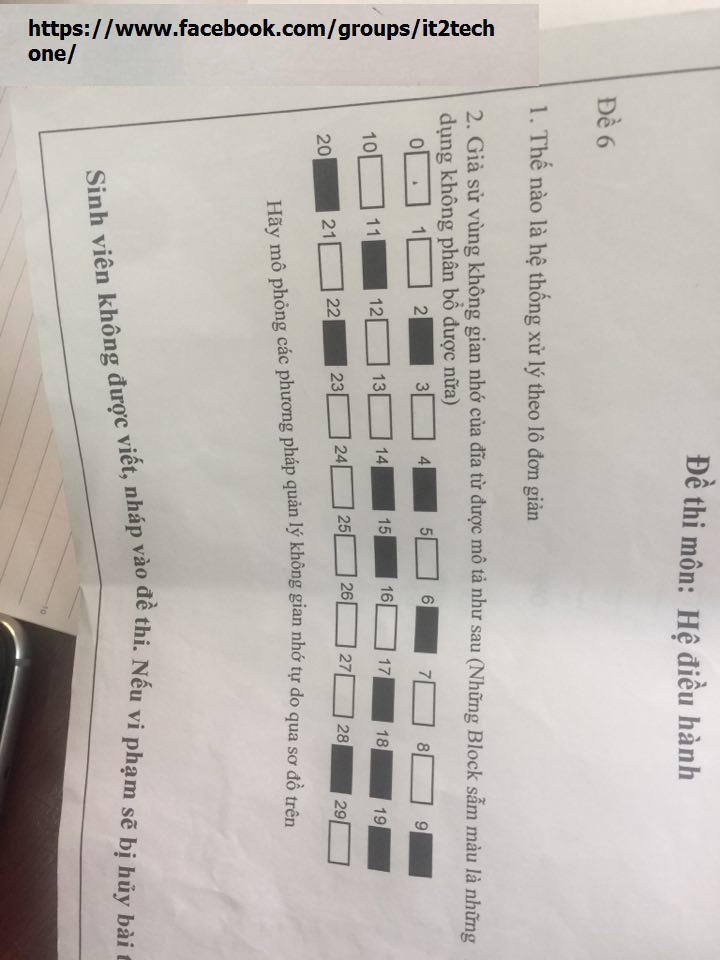 Đề thi môn: Hệ điều hành
Đề 6
1. Thế nào là hệ thống xử lý theo lô đơn giản
2. Giả sử vùng không gian nhớ của đĩa từ được mô tả như sau (Những Block sẫm màu là những
dụng không phân bổ được nữa)
0 1 2 3 4 5 6 7 8 9
10 11 12 13 14 15 16 17 18 19
20 21 22 23 24 25 26 27 28 29
Hãy mô phỏng các phương pháp quản lý không gian nhớ tự do qua sơ đồ trên
Sinh viên không được viết, nháp vào đề thi. Nếu vi phạm sẽ bị hủy bài t
https://www.facebook.com/groups/it2tech
one/
10